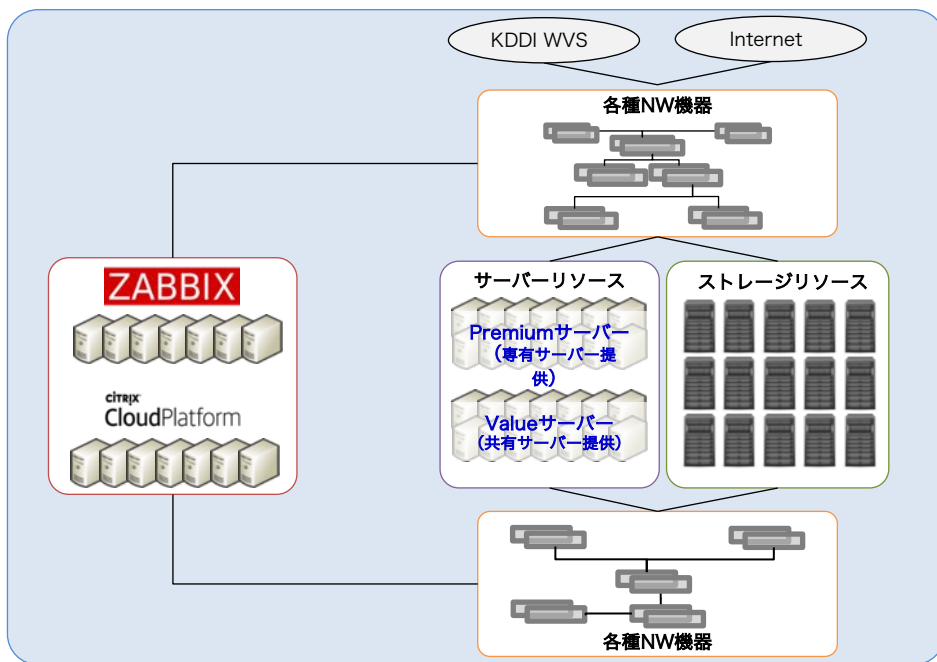 KDDI WVS
Internet
各種NW機器
ZABBIX
CiTRIX
CloudPlatform
サーバーリソース
Premiumサーバー
（専有サーバー提
供）
Valueサーバー
（共有サーバー提供）
ストレージリソース
各種NW機器